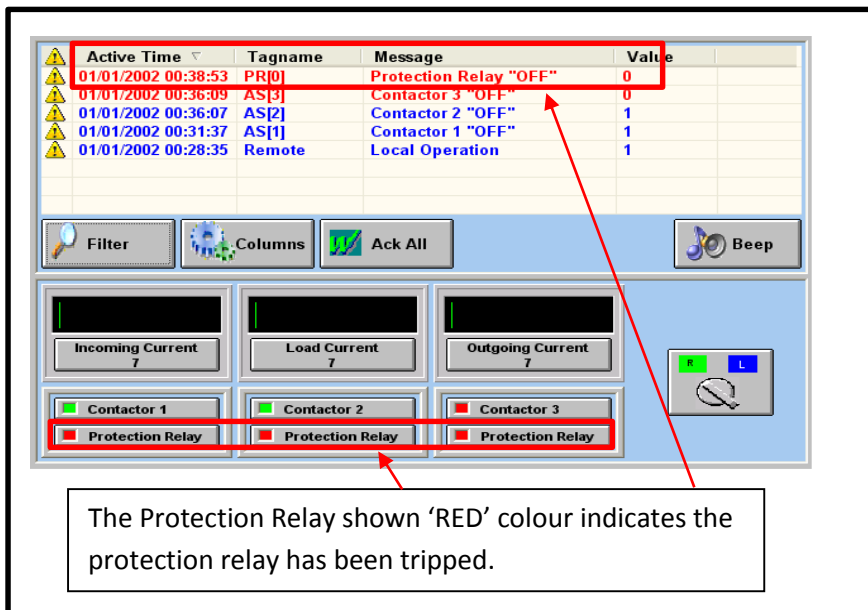 Active Time Tagname Message Value
01/01/2002 00:38:53 PR[0] Protection Relay "OFF" 0
01/01/2002 00:36:09 AS[3] Contactor 3 "OFF" 0
01/01/2002 00:36:07 AS[2] Contactor 2 "OFF" 1
01/01/2002 00:31:37 AS[1] Contactor 1 "OFF" 1
01/01/2002 00:28:35 Remote Local Operation 1
Filter Columns Ack All Beep
Incoming Current Load Current Outgoing Current
7 7 7
R L
Contactor 1 Contactor 2 Contactor 3
Protection Relay Protection Relay Protection Relay
The Protection Relay shown ‘RED’ colour indicates the
protection relay has been tripped.